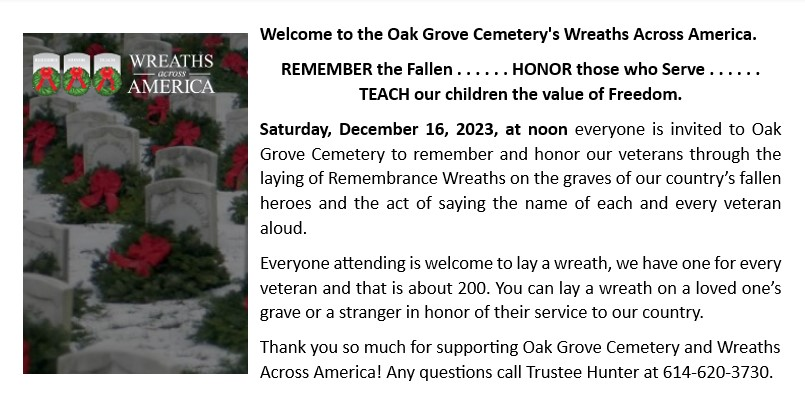 WREATHS
across
AMERICA
Welcome to the Oak Grove Cemetery's Wreaths Across America.
REMEMBER the Fallen . . . . . . HONOR those who Serve . . . . . .
TEACH our children the value of Freedom.
Saturday, December 16, 2023, at noon everyone is invited to Oak
Grove Cemetery to remember and honor our veterans through the
laying of Remembrance Wreaths on the graves of our country’s fallen
heroes and the act of saying the name of each and every veteran
aloud.
Everyone attending is welcome to lay a wreath, we have one for every
veteran and that is about 200. You can lay a wreath on a loved one’s
grave or a stranger in honor of their service to our country.
Thank you so much for supporting Oak Grove Cemetery and Wreaths
Across America! Any questions call Trustee Hunter at 614-620-3730.